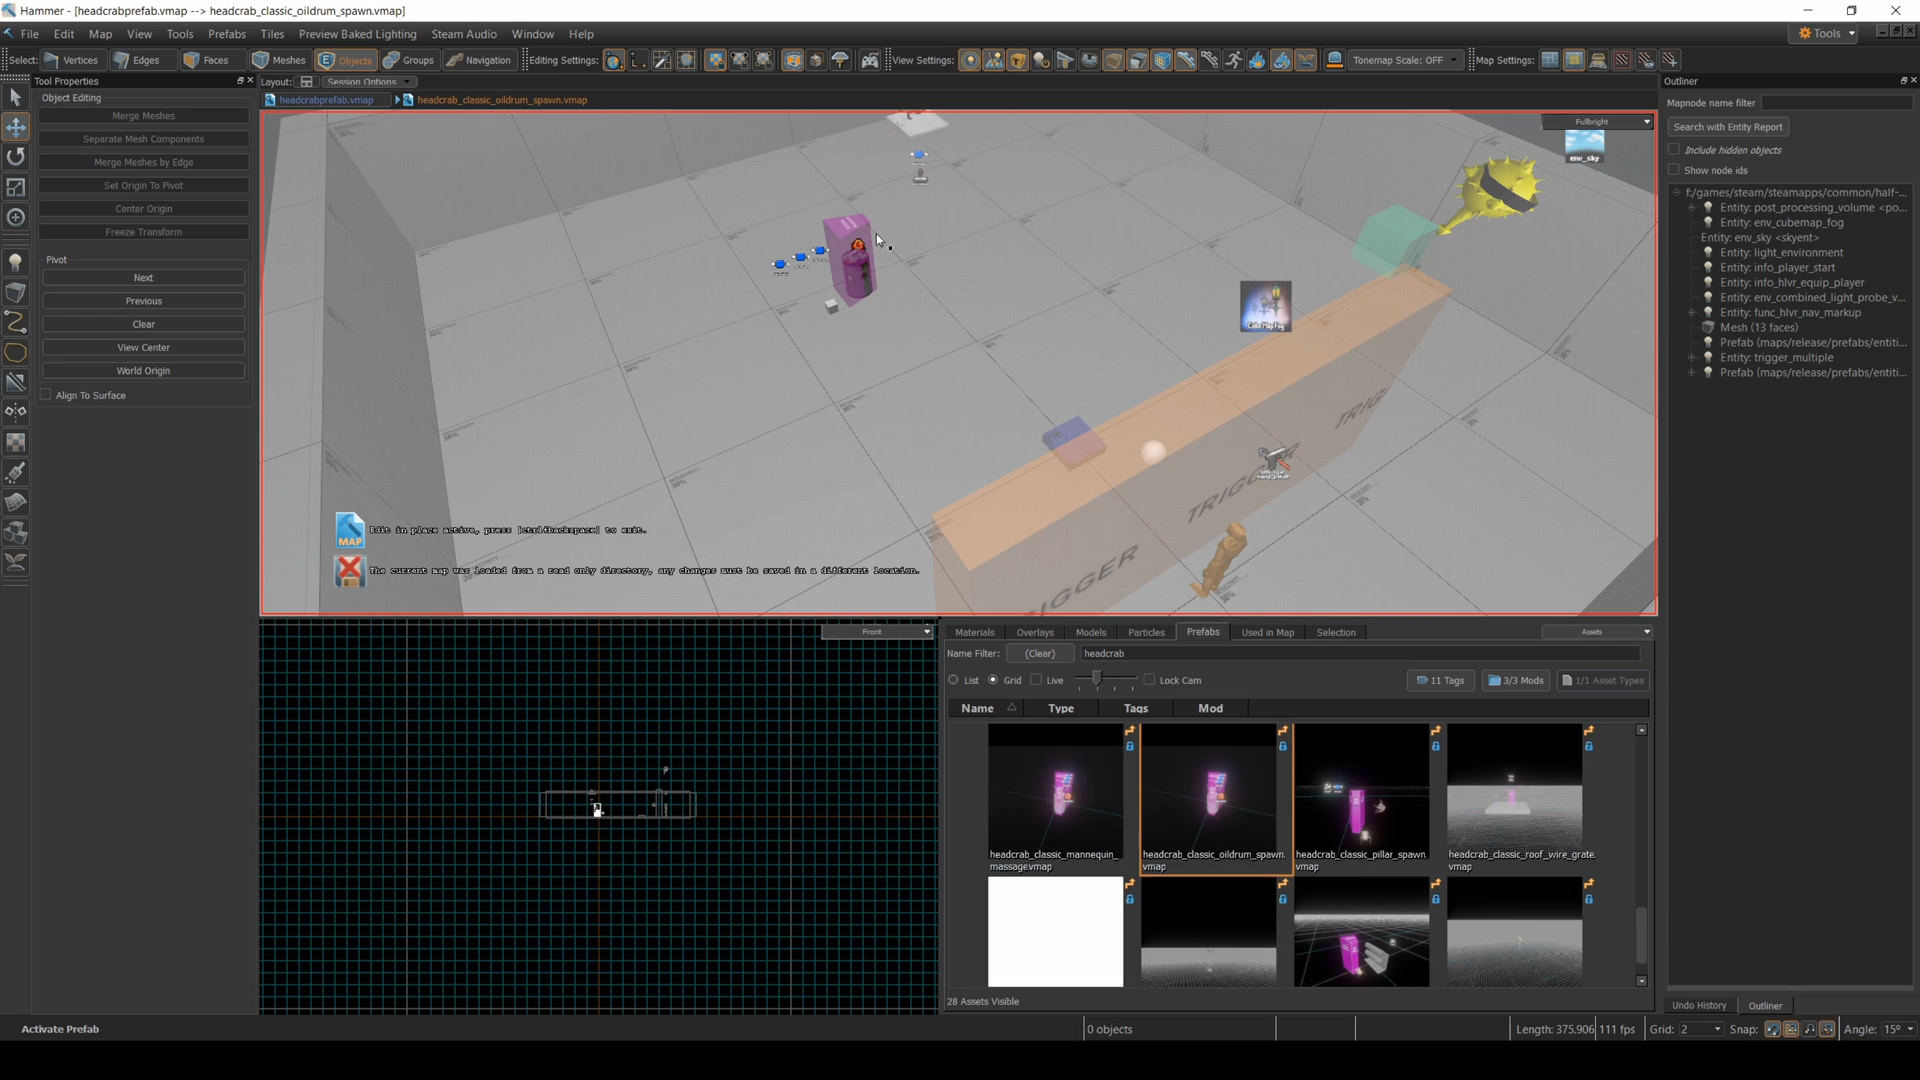 Hammer - [headcrabprefab.vmap --> headcrab_classic_oildrum_spawn.vmap]
File Edit Map View Tools Prefabs Tiles Preview Baked Lighting Steam Audio Window Help
Tools
Select: Vertices Edges Faces Meshes Objects Groups Navigation Editing Settings: View Settings: Tonemap Scale: OFF Map Settings:
Tool Properties
Layout: Session Options
Outliner
Object Editing
headcrabprefab.vmap headcrab_classic_oildrum_spawn.vmap
Mapnode name filter
Merge Meshes
Fullbright
Search with Entity Report
Separate Mesh Components
Include hidden objects
env_sky
Merge Meshes by Edge
Show node ids
Set Origin To Pivot
f:/games/steam/steamapps/common/half-...
Center Origin
Entity: post_processing_volume <po...
Entity: env_cubemap_fog
Freeze Transform
Entity: env_sky <skyent>
Entity: light_environment
Pivot
Entity: info_player_start
Next
Entity: info_hlvr_equip_player
Previous
Entity: env_combined_light_probe_v...
Entity: func_hlvr_nav_markup
Clear
CubeMap Fog
Mesh (13 faces)
Prefab (maps/release/prefabs/entiti...
View Center
Entity: trigger_multiple
World Origin
Prefab (maps/release/prefabs/entiti...
Align To Surface
TRIGGER
TRIGGER
MAP
Edit in place active, press [ctrl+backspace] to exit.
The current map was loaded from a read only directory, any changes must be saved in a different location.
Front
Materials Overlays Models Particles Prefabs Used in Map Selection Assets
Name Filter: (Clear) headcrab
List Grid Live Lock Cam 11 Tags 3/3 Mods 1/1 Asset Types
Name Type Tags Mod
headcrab_classic_mannequin_massage.vmap
headcrab_classic_oildrum_spawn.vmap
headcrab_classic_pillar_spawn.vmap
headcrab_classic_roof_wire_grate.vmap
28 Assets Visible
Undo History Outliner
Activate Prefab 0 objects Length: 375.906 111 fps Grid: 2 Snap: Angle: 15º